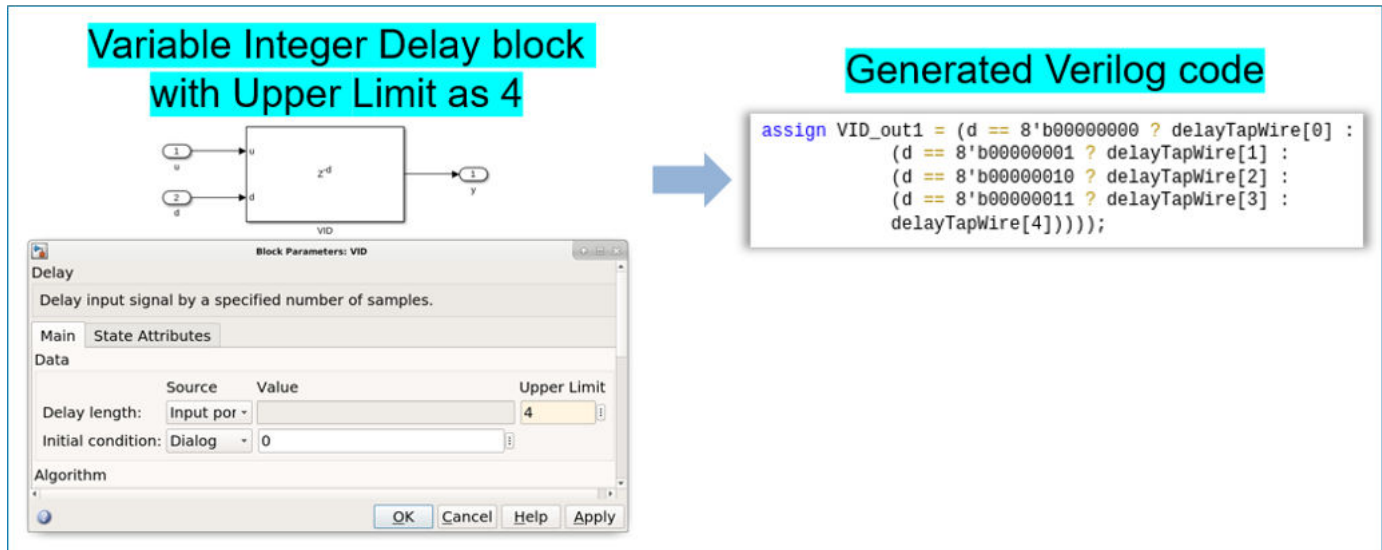 Variable Integer Delay block
with Upper Limit as 4
1
u
2
d
u
d
z-d
VID
1
y
Block Parameters: VID
Delay
Delay input signal by a specified number of samples.
Main State Attributes
Data
Source Value Upper Limit
Delay length: Input por 4
Initial condition: Dialog 0
Algorithm
OK Cancel Help Apply
Generated Verilog code
assign VID_out1 = (d == 8'b00000000 ? delayTapWire[0] :
(d == 8'b00000001 ? delayTapWire[1] :
(d == 8'b00000010 ? delayTapWire[2] :
(d == 8'b00000011 ? delayTapWire[3] :
delayTapWire[4]))));